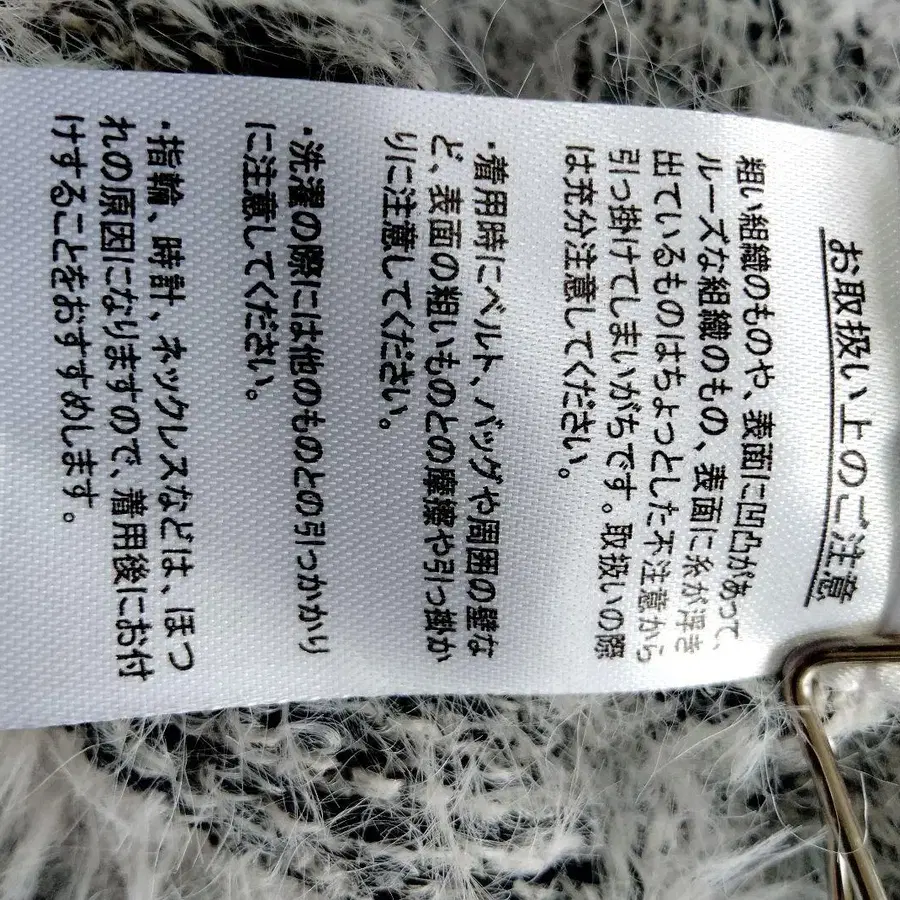 お取扱い上のご注意
粗い組織のものや、表面に凹凸があって、
ルーズな組織のもの、表面に糸が浮き
出ているものはちょっとした不注意から
引っ掛けてしまいがちです。取扱いの際
は充分注意してください。
・着用時にベルト、バッグや周囲の壁な
ど、表面の粗いものとの摩擦や引っ掛か
りに注意してください。
・洗濯の際には他のものとの引っかかり
に注意してください。
・指輪、時計、ネックレスなどは、ほつ
れの原因になりますので、着用後にお付
けすることをおすすめします。